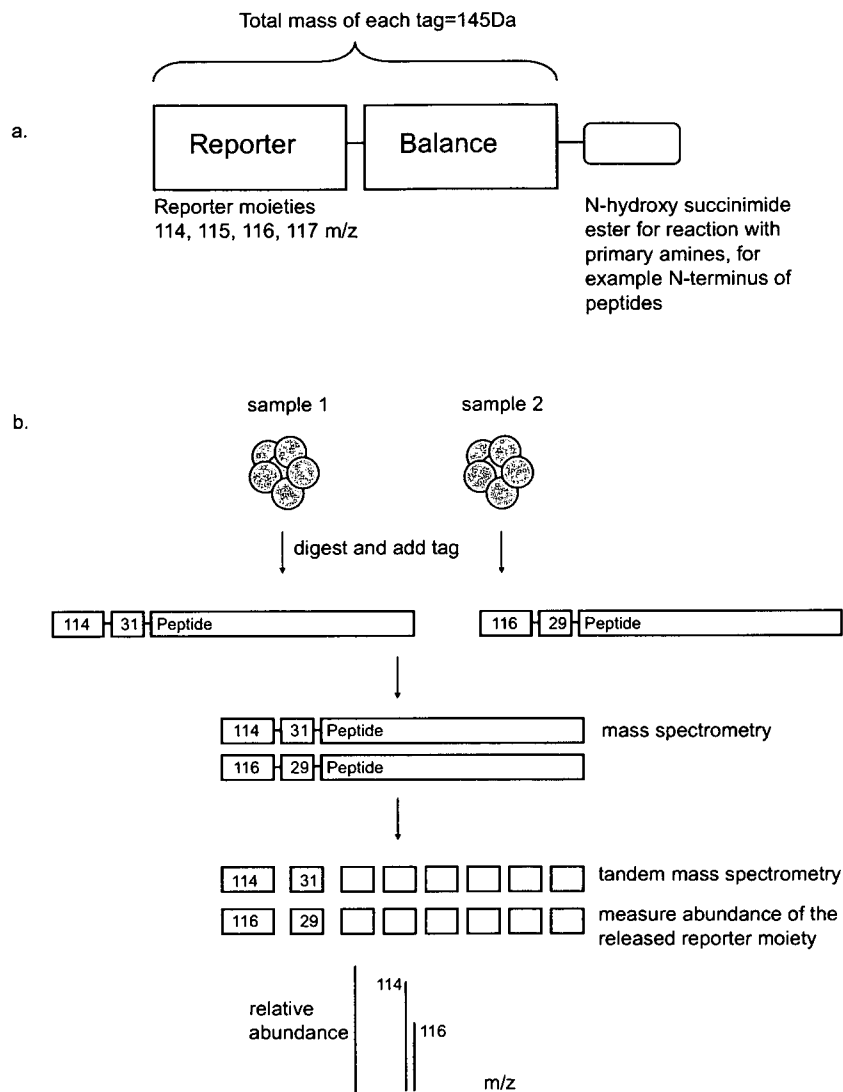 Total mass of each tag=145Da
a.
Reporter
Balance
Reporter moieties
114, 115, 116, 117 m/z
N-hydroxy succinimide
ester for reaction with
primary amines, for
example N-terminus of
peptides
b.
sample 1
sample 2
digest and add tag
114 31 Peptide
116 29 Peptide
114 31 Peptide
mass spectrometry
116 29 Peptide
114 31
tandem mass spectrometry
116 29
measure abundance of the
released reporter moiety
relative
abundance
114
116
m/z